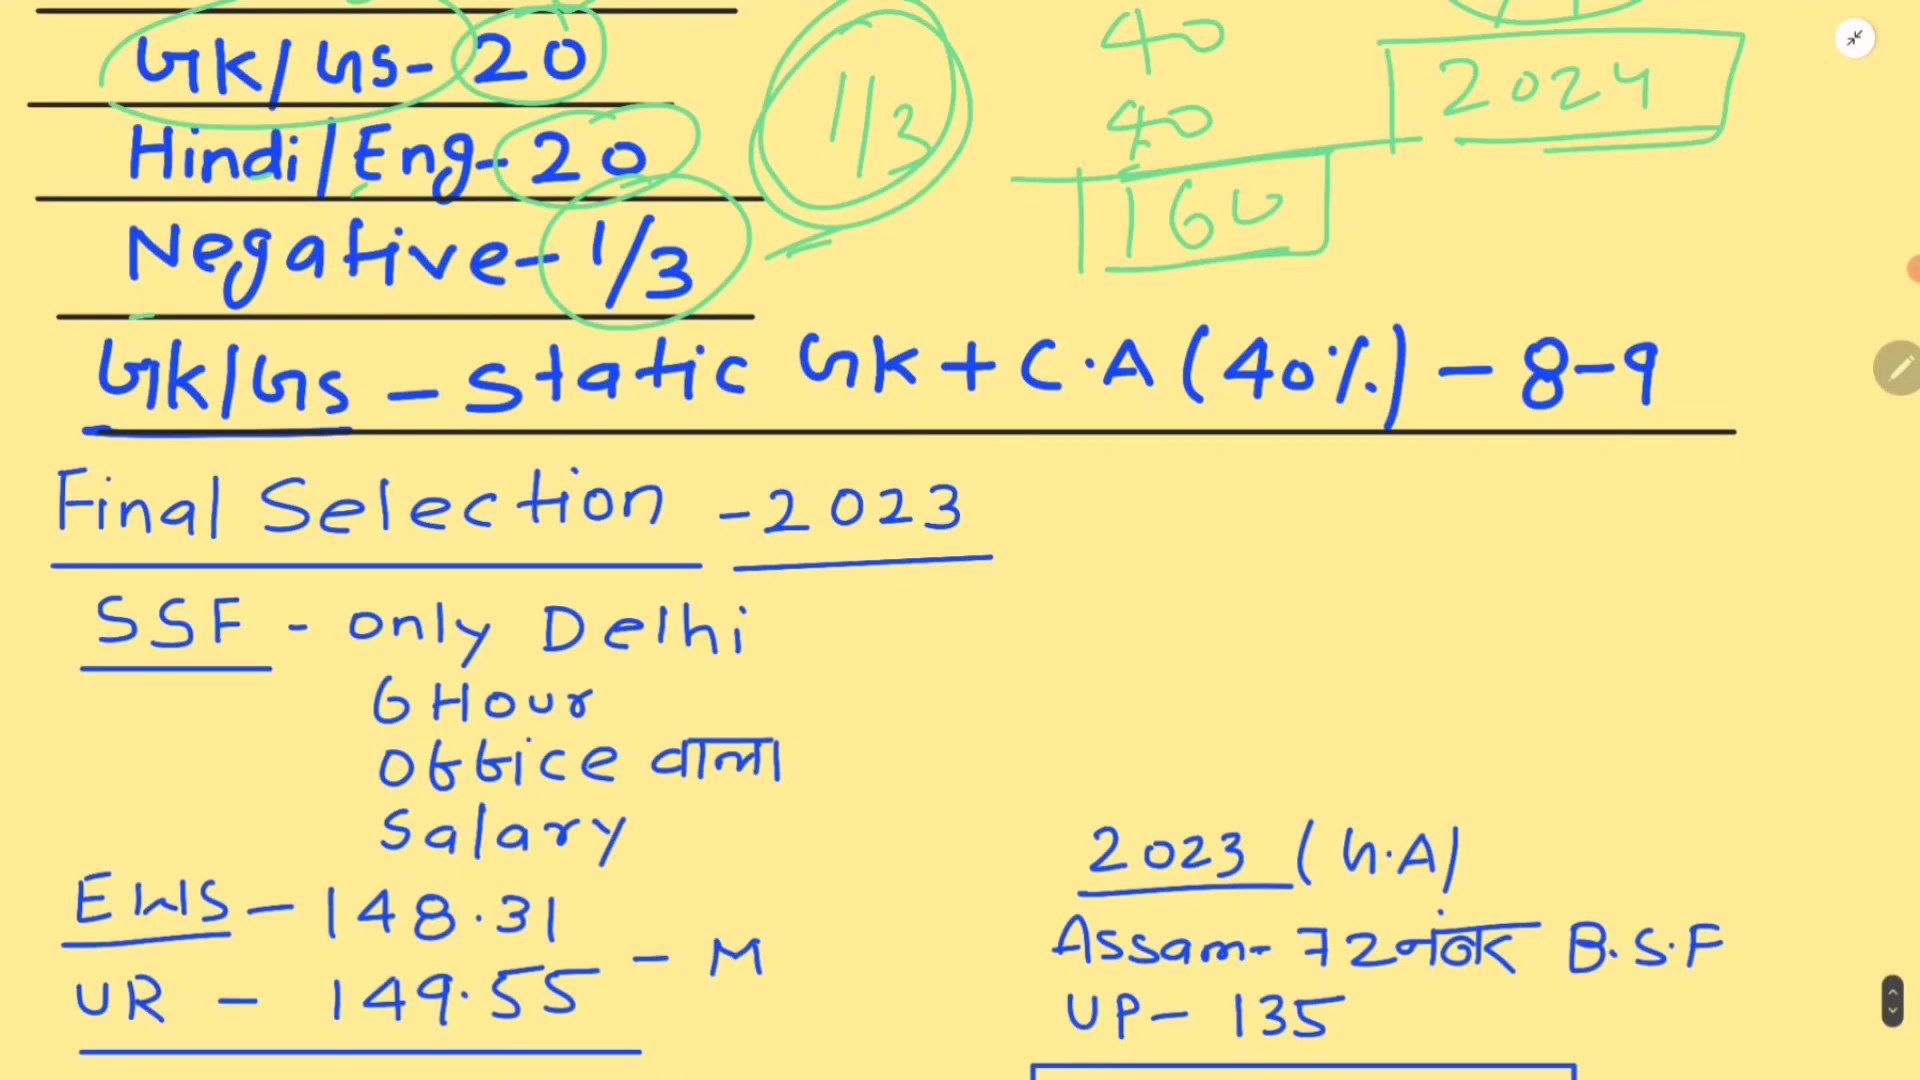 GK/GS- 20
Hindi/Eng- 20
Negative- 1/3
1/3
40
40
160
2024
GK/GS - Static GK + C.A (40%) - 8-9
Final Selection - 2023
SSF - only Delhi
6 Hour
office वाला
Salary
EWS - 148.31
UR - 149.55 - M
2023 (G.A)
Assam- 72नंबर B.S.F
UP- 135